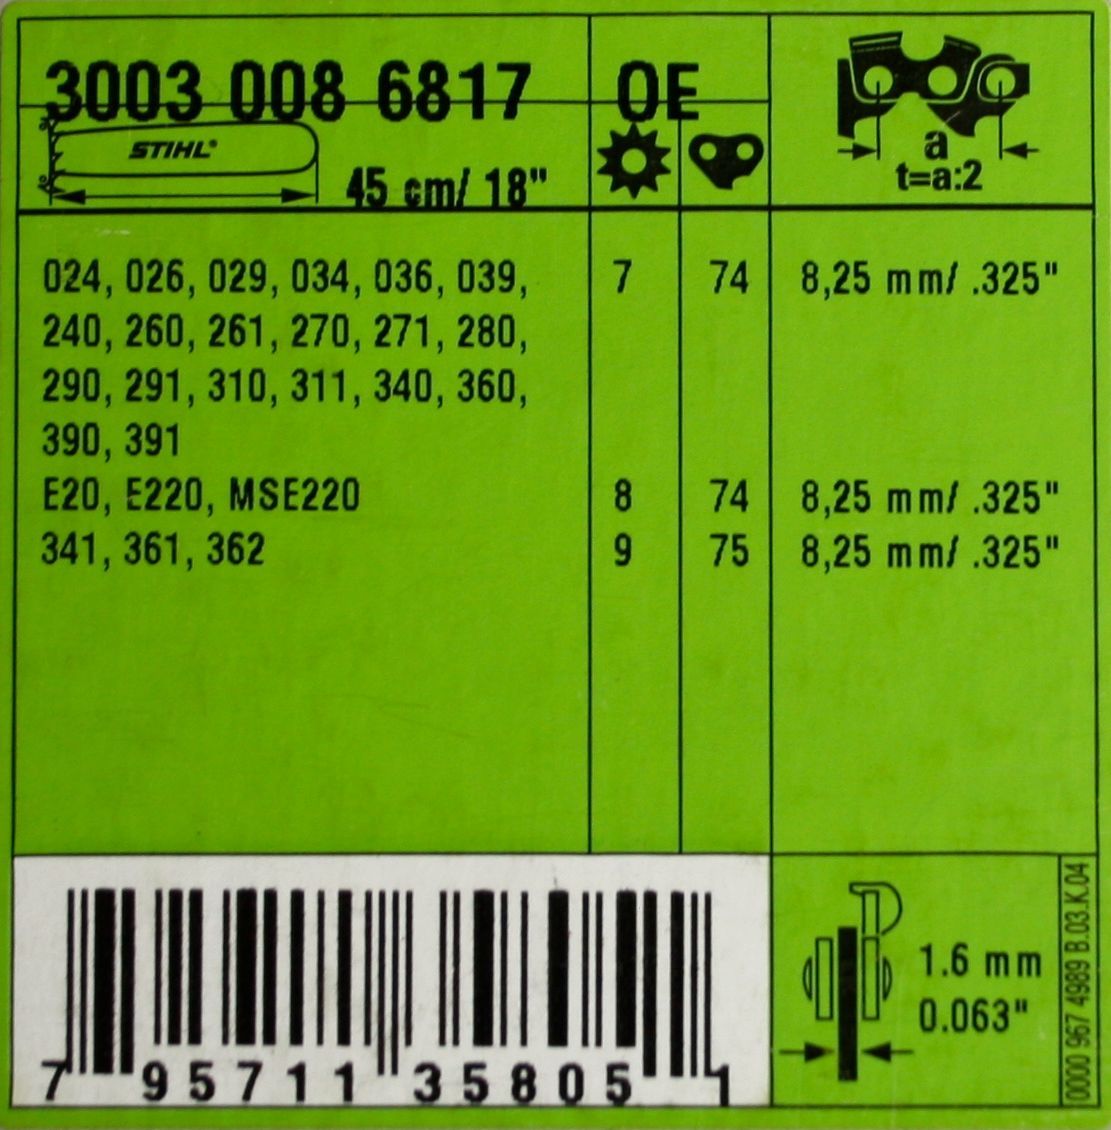 3003 008 6817 OE
STIHL®
45 cm/ 18"
a
t=a:2
024, 026, 029, 034, 036, 039, 7 74 8,25 mm/ .325"
240, 260, 261, 270, 271, 280,
290, 291, 310, 311, 340, 360,
390, 391
E20, E220, MSE220 8 74 8,25 mm/ .325"
341, 361, 362 9 75 8,25 mm/ .325"
7 95711 35805 1
1.6 mm
0.063"
0000 967 4989 B.03.K.04